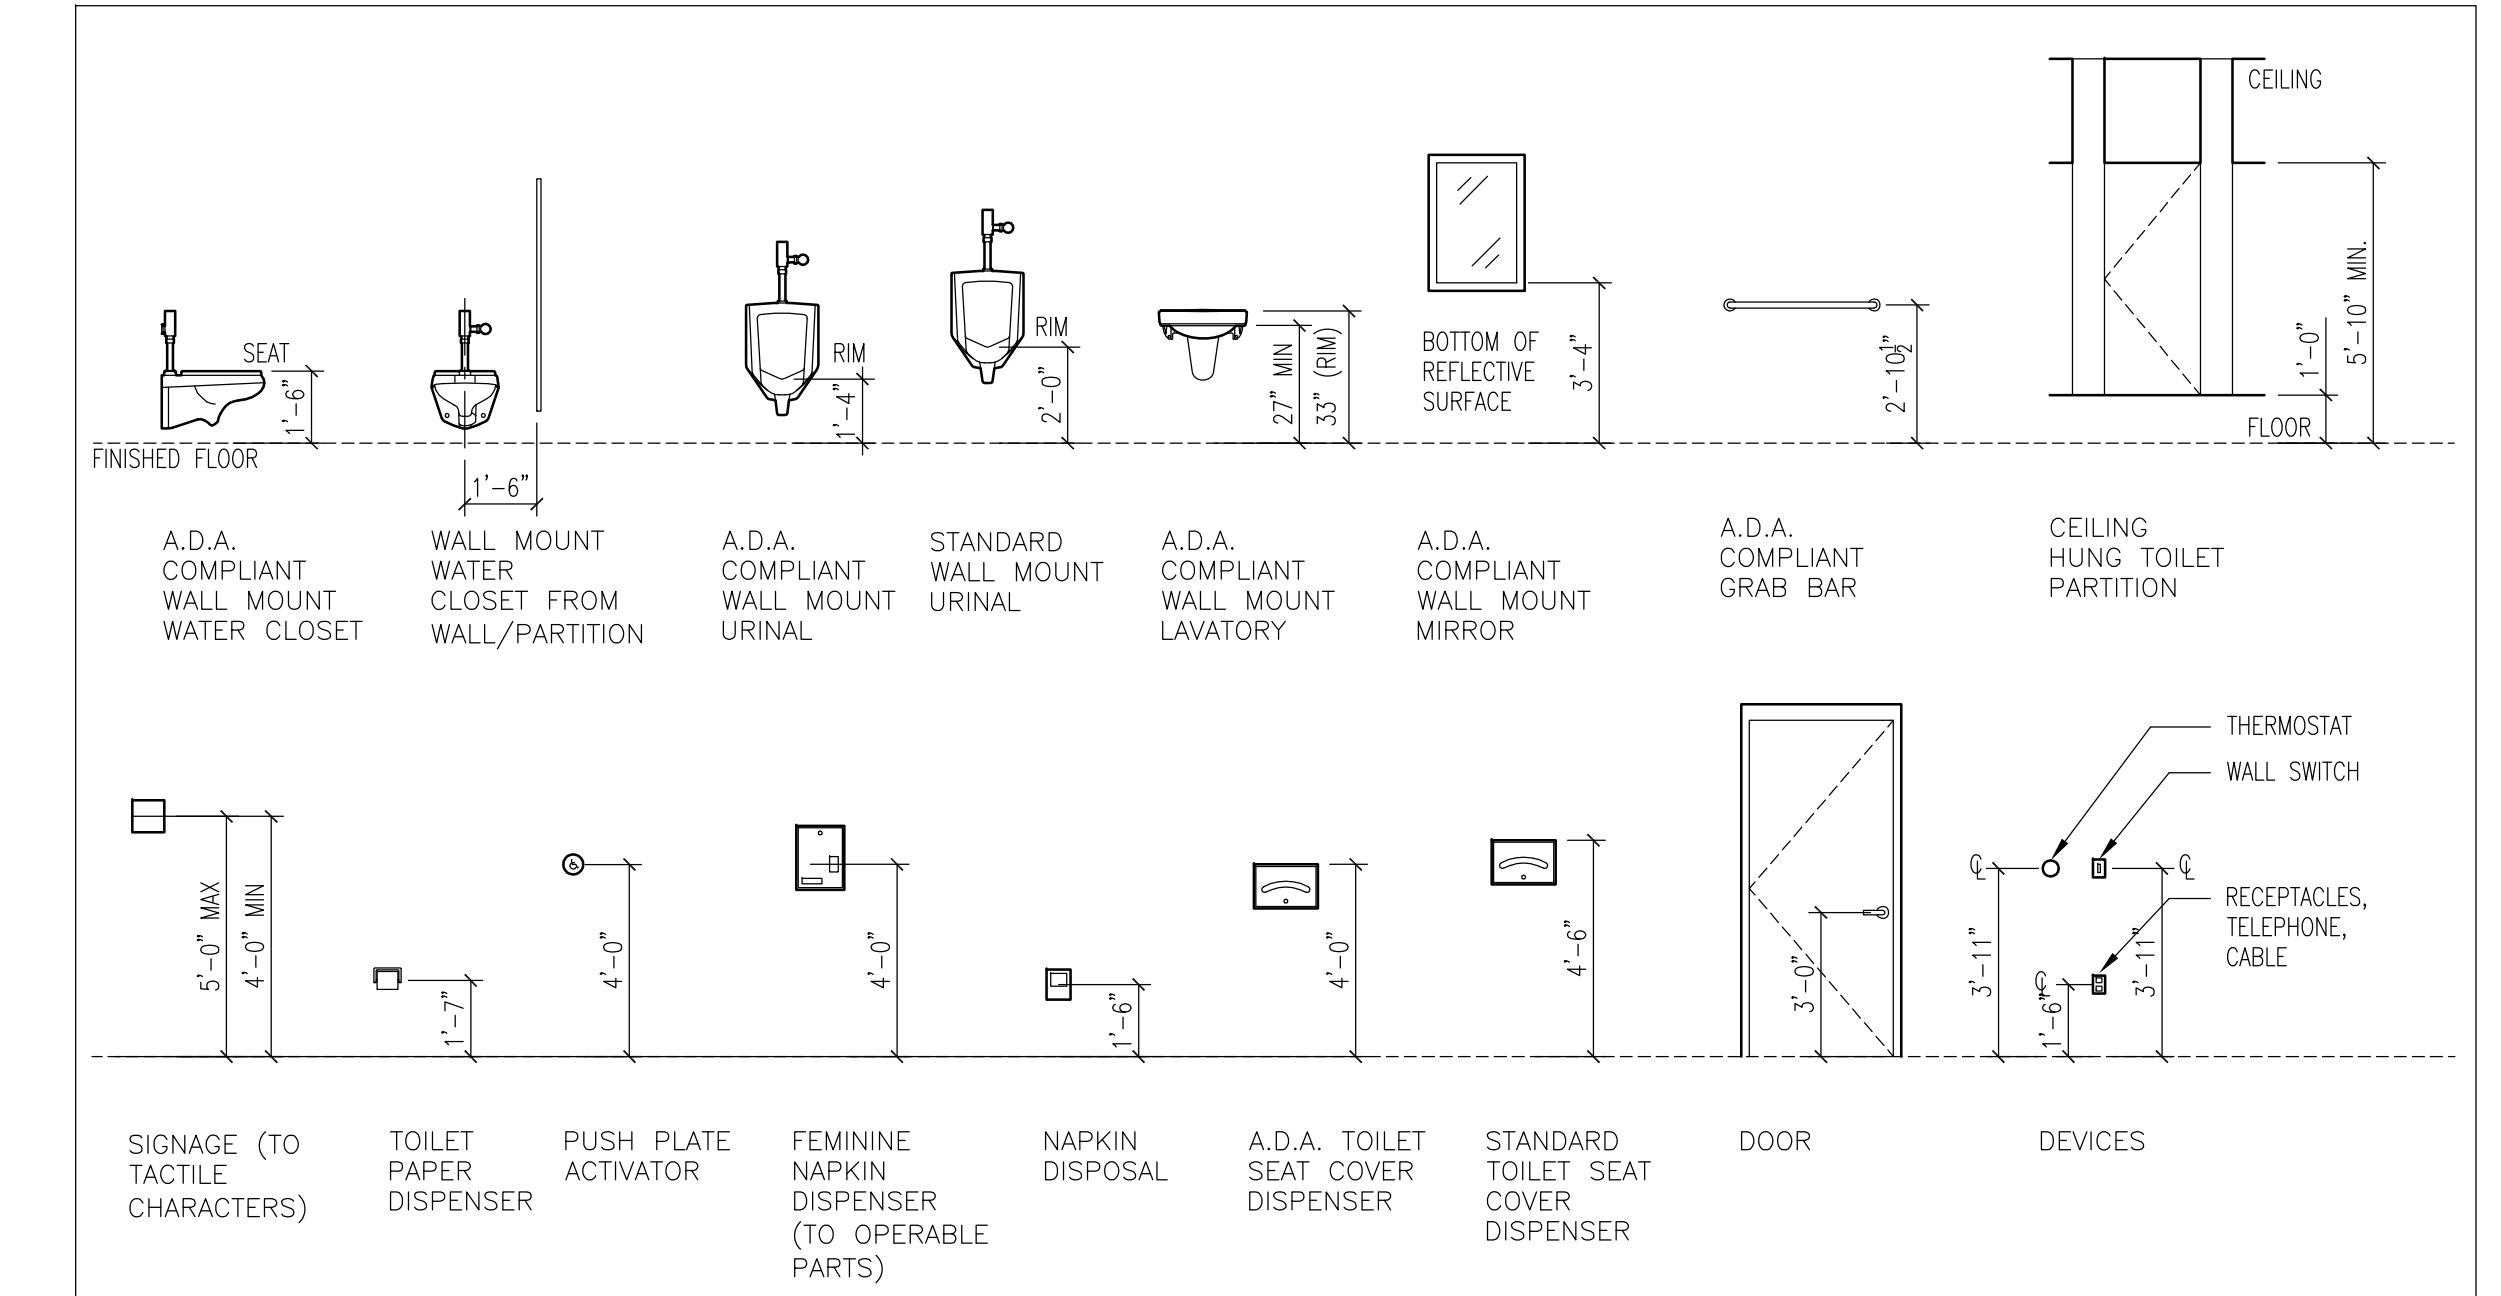 CEILING
SEAT
1'-6"
RIM
1'-4"
RIM
2'-0"
27" MIN
33" (RIM)
BOTTOM OF
REFLECTIVE
SURFACE
3'-4"
2'-10 1/2"
1'-0"
5'-10" MIN.
FLOOR
FINISHED FLOOR
1'-6"
A.D.A.
COMPLIANT
WALL MOUNT
WATER CLOSET
WALL MOUNT
WATER
CLOSET FROM
WALL/PARTITION
A.D.A.
COMPLIANT
WALL MOUNT
URINAL
STANDARD
WALL MOUNT
URINAL
A.D.A.
COMPLIANT
WALL MOUNT
LAVATORY
A.D.A.
COMPLIANT
WALL MOUNT
MIRROR
A.D.A.
COMPLIANT
GRAB BAR
CEILING
HUNG TOILET
PARTITION
THERMOSTAT
WALL SWITCH
RECEPTACLES,
TELEPHONE,
CABLE
5'-0" MAX
4'-0" MIN
1'-7"
4'-0"
4'-0"
1'-6"
4'-0"
4'-6"
3'-0"
℄
3'-11"
℄
1'-6"
℄
3'-11"
SIGNAGE (TO
TACTILE
CHARACTERS)
TOILET
PAPER
DISPENSER
PUSH PLATE
ACTIVATOR
FEMININE
NAPKIN
DISPENSER
(TO OPERABLE
PARTS)
NAPKIN
DISPOSAL
A.D.A. TOILET
SEAT COVER
DISPENSER
STANDARD
TOILET SEAT
COVER
DISPENSER
DOOR
DEVICES